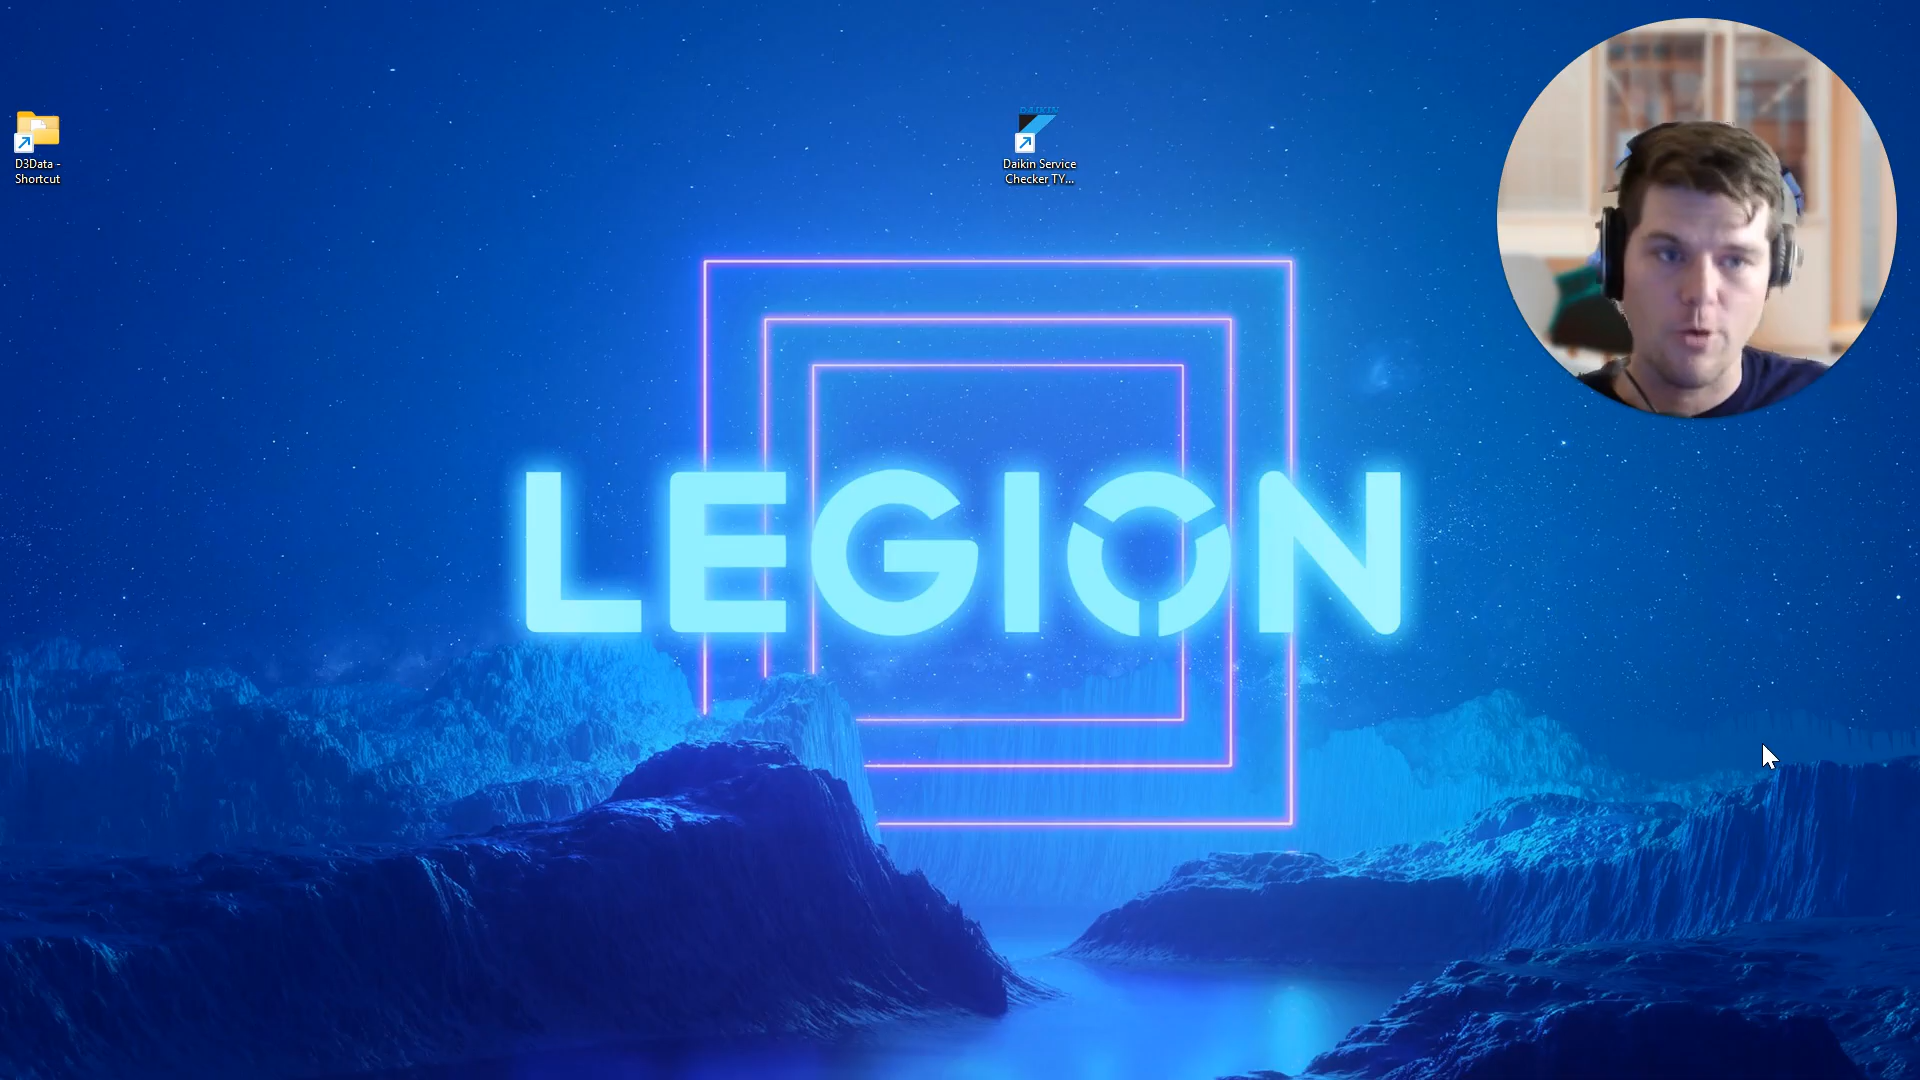 D3Data -
Shortcut
DAIKIN
Daikin Service
Checker TY...
LEGION